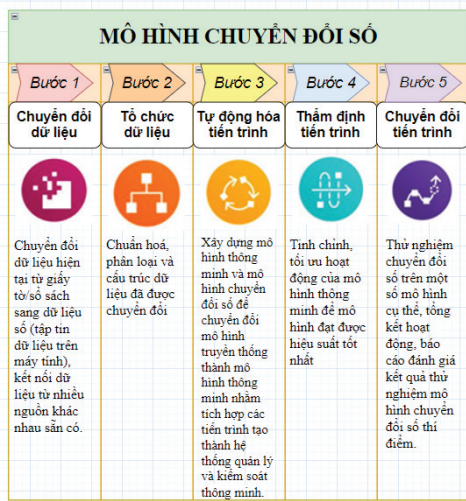 MÔ HÌNH CHUYỂN ĐỔI SỐ
Bước 1
Bước 2
Bước 3
Bước 4
Bước 5
Chuyển đổi
dữ liệu
Tổ chức
dữ liệu
Tự động hóa
tiến trình
Thẩm định
tiến trình
Chuyển đổi
tiến trình
Chuyển đổi
dữ liệu hiện
tại từ giấy
tờ/sổ sách
sang dữ liệu
số (tập tin
dữ liệu trên
máy tính),
kết nối dữ
liệu từ nhiều
nguồn khác
nhau sẵn có.
Chuẩn hoá,
phân loại và
cấu trúc dữ
liệu đã được
chuyển đổi
Xây dựng mô
hình thông
minh và mô
hình chuyển
đổi số để
chuyển đổi
mô hình
truyền thống
thành mô
hình thông
minh nhằm
tích hợp các
tiến trình tạo
thành hệ
thống quản lý
và kiểm soát
thông minh.
Tinh chỉnh,
tối ưu hoạt
động của mô
hình thông
minh để mô
hình đạt được
hiệu suất tốt
nhất
Thử nghiệm
chuyển đổi
số trên một
số mô hình
cụ thể, tổng
kết hoạt
động, báo
cáo đánh giá
kết quả thử
nghiệm mô
hình chuyển
đổi số thí
điểm.